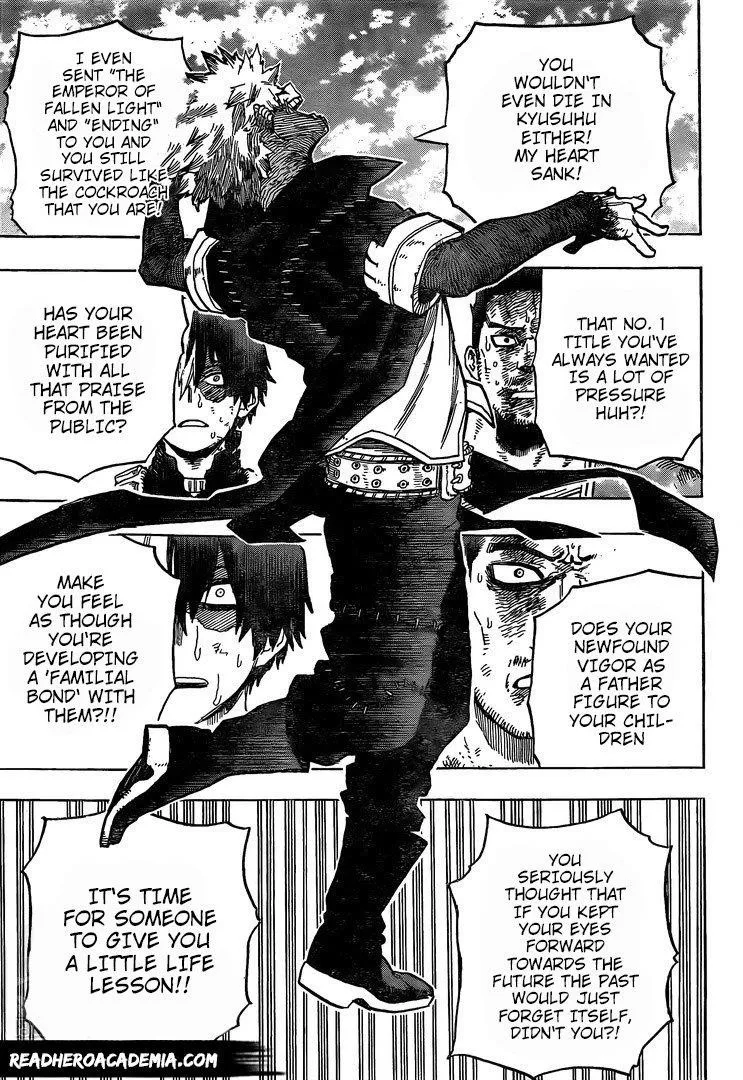 YOU
WOULDN'T
EVEN DIE IN
KYUSUHU
EITHER!
MY HEART
SANK!
I EVEN
SENT "THE
EMPEROR OF
FALLEN LIGHT"
AND "ENDING"
TO YOU AND
YOU STILL
SURVIVED LIKE
THE COCKROACH
THAT YOU ARE!
THAT NO. 1
TITLE YOU'VE
ALWAYS WANTED
IS A LOT OF
PRESSURE
HUH?!
HAS YOUR
HEART BEEN
PURIFIED
WITH ALL
THAT PRAISE
FROM THE
PUBLIC?
DOES YOUR
NEWFOUND
VIGOR AS
A FATHER
FIGURE TO
YOUR CHIL-
DREN
MAKE
YOU FEEL
AS THOUGH
YOU'RE
DEVELOPING
A 'FAMILIAL
BOND' WITH
THEM?!!
YOU
SERIOUSLY
THOUGHT THAT
IF YOU KEPT
YOUR EYES
FORWARD
TOWARDS THE
FUTURE THE PAST
WOULD JUST
FORGET ITSELF,
DIDN'T YOU?!
IT'S TIME
FOR SOMEONE
TO GIVE YOU
A LITTLE LIFE
LESSON!!
READHEROACADEMIA.COM